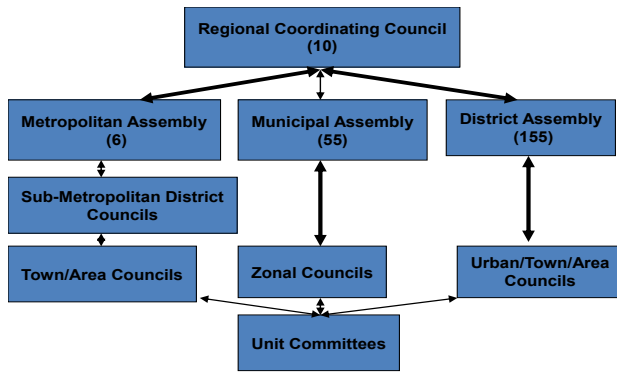 Regional Coordinating Council
(10)
Metropolitan Assembly
(6)
Municipal Assembly
(55)
District Assembly
(155)
Sub-Metropolitan District
Councils
Town/Area Councils
Zonal Councils
Urban/Town/Area
Councils
Unit Committees